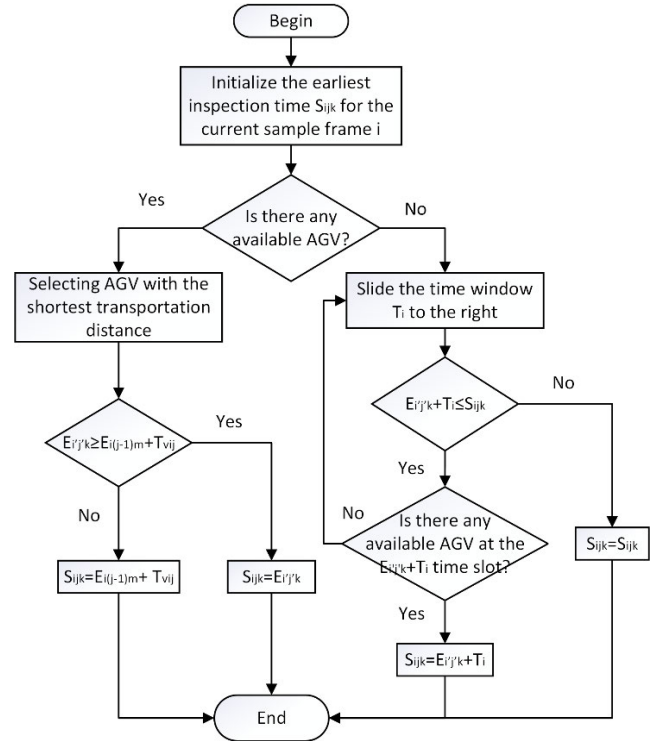 Begin
Initialize the earliest
inspection time Sijk for the
current sample frame i
Yes
Is there any
available AGV?
No
Selecting AGV with the
shortest transportation
distance
Slide the time window
Ti to the right
Ei'j'k≥Ei(j-1)m+Tvij
Yes
No
Ei'j'k+Ti≤Sijk
No
Yes
No
Is there any
available AGV at the
Ei'j'k+Ti time slot?
Yes
Sijk=Ei(j-1)m+ Tvij
Sijk=Ei'j'k
Sijk=Sijk
Sijk=Ei'j'k+Ti
End